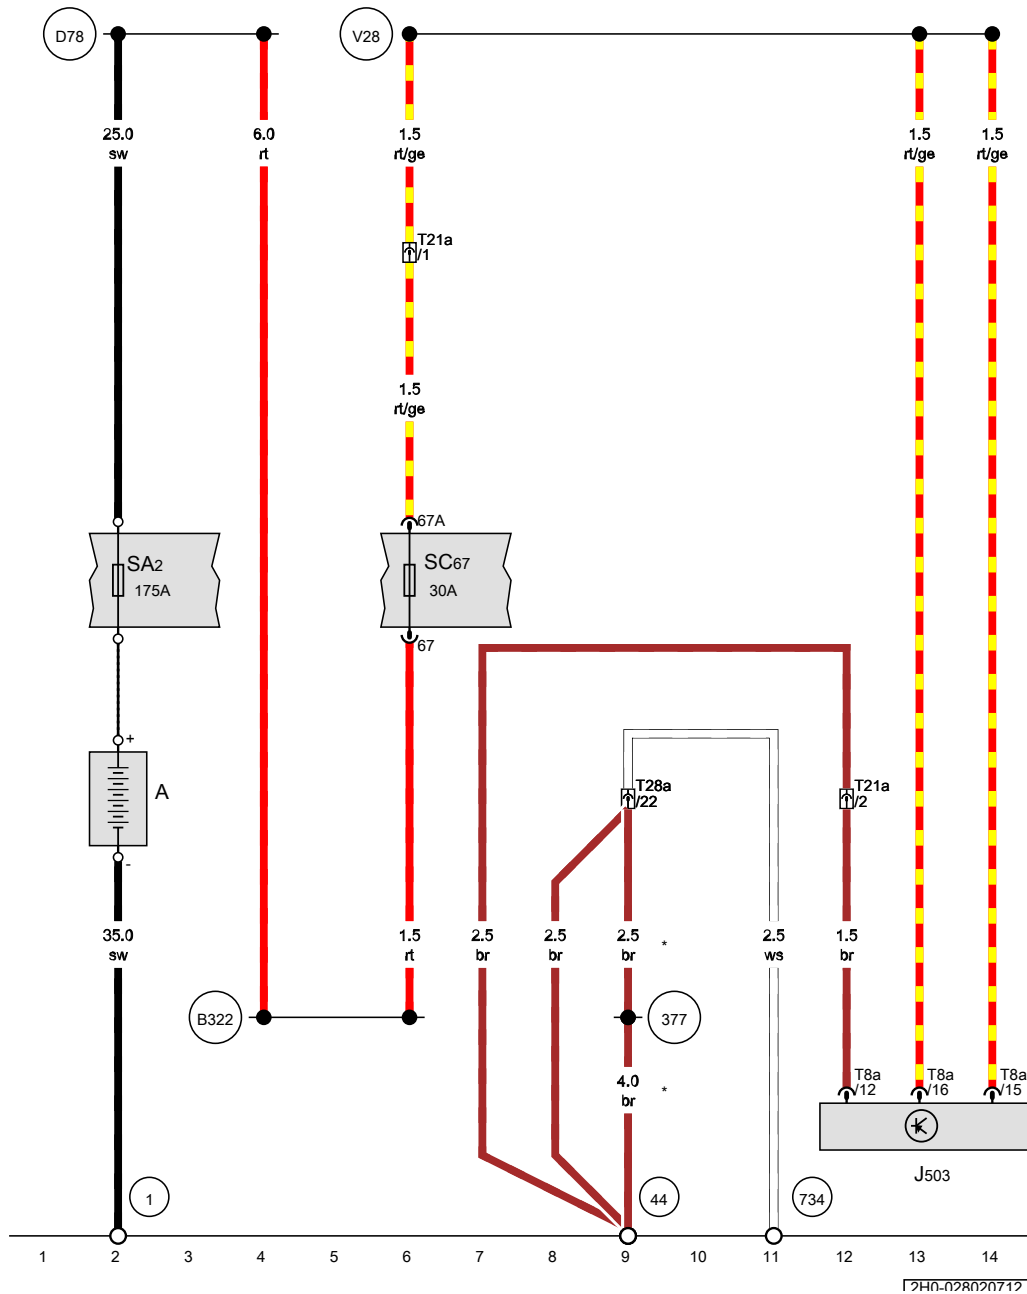 D78
V28
25.0
sw
6.0
rt
1.5
rt/ge
1.5
rt/ge
1.5
rt/ge
T21a
/1
1.5
rt/ge
67A
SA2
175A
SC67
30A
67
+
A
-
T28a
/22
T21a
/2
35.0
sw
1.5
rt
2.5
br
2.5
br
2.5
br
*
2.5
ws
1.5
br
B322
377
4.0
br
*
T8a
/12
T8a
/16
T8a
/15
J503
1
44
734
1 2 3 4 5 6 7 8 9 10 11 12 13 14
2H0-028020712